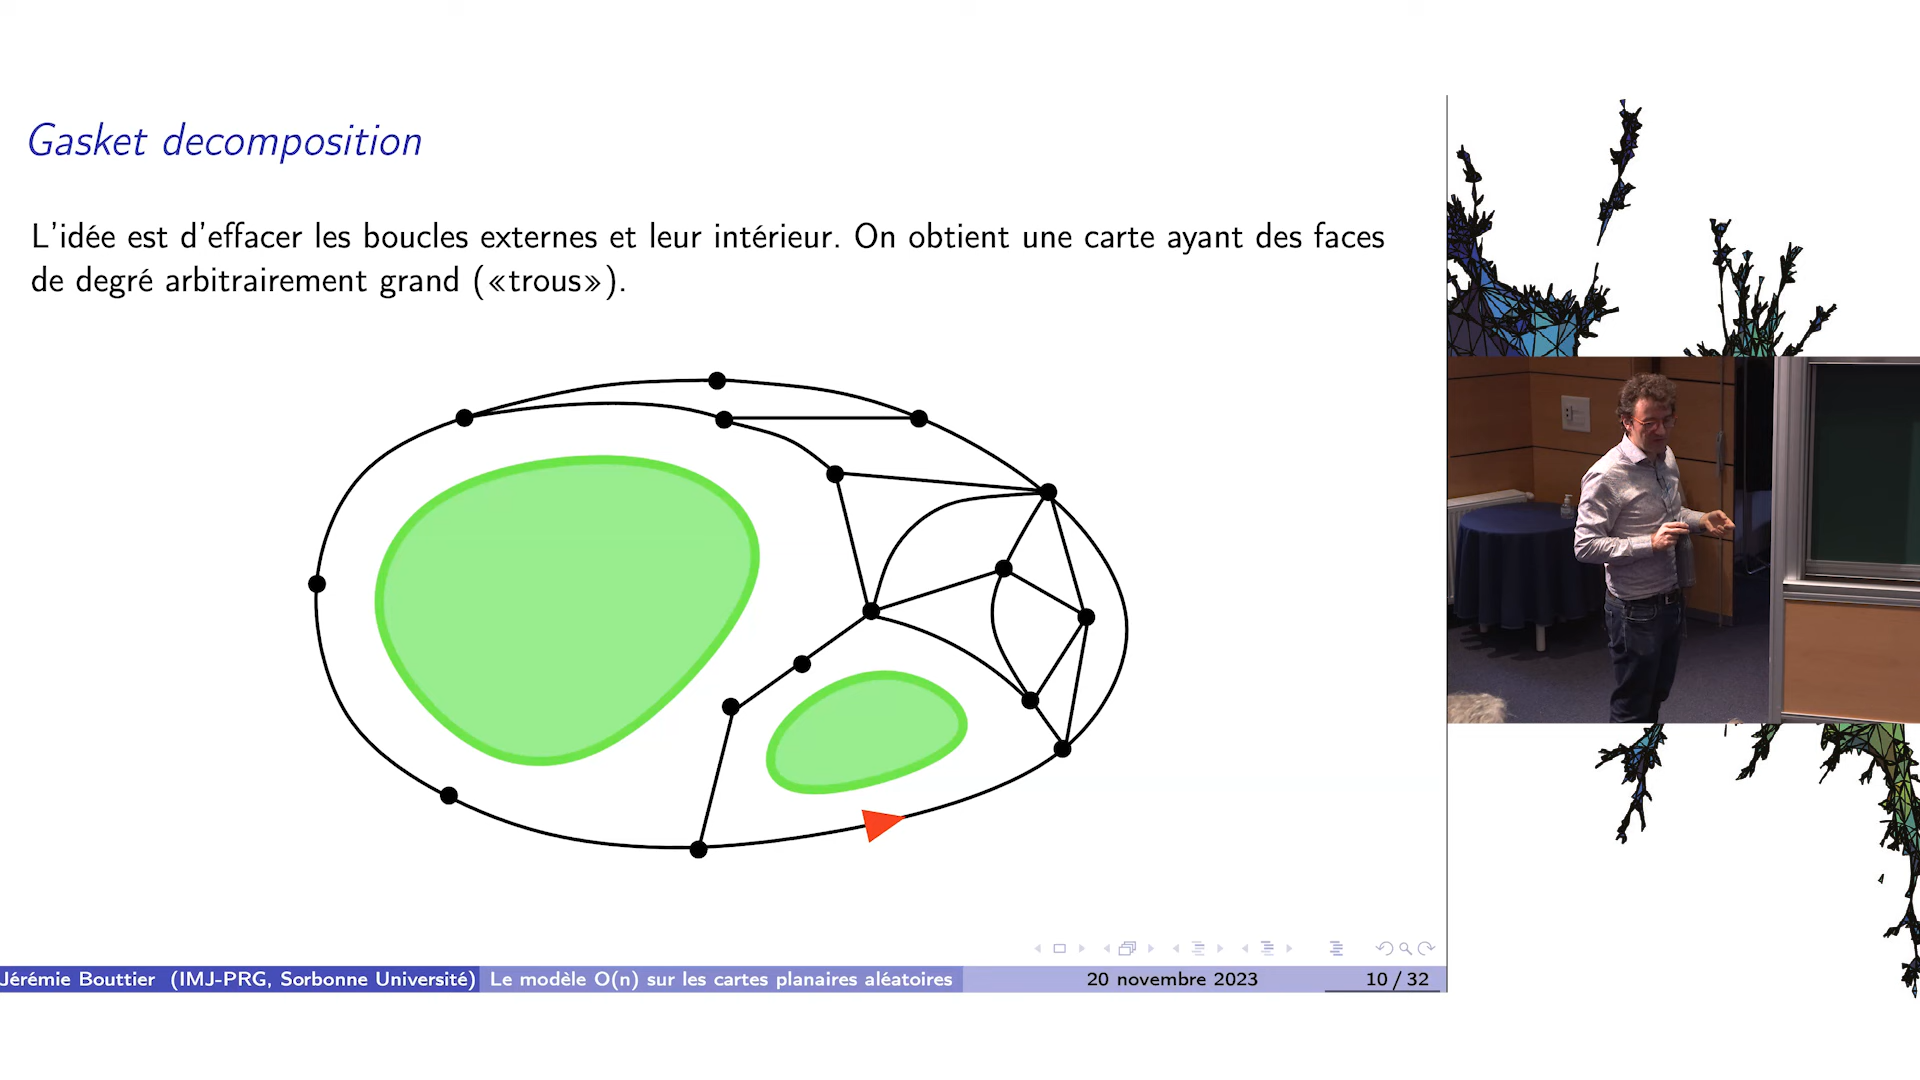 Gasket decomposition
L'idée est d'effacer les boucles externes et leur intérieur. On obtient une carte ayant des faces
de degré arbitrairement grand («trous»).
Jérémie Bouttier (IMJ-PRG, Sorbonne Université) Le modèle O(n) sur les cartes planaires aléatoires 20 novembre 2023 10 / 32